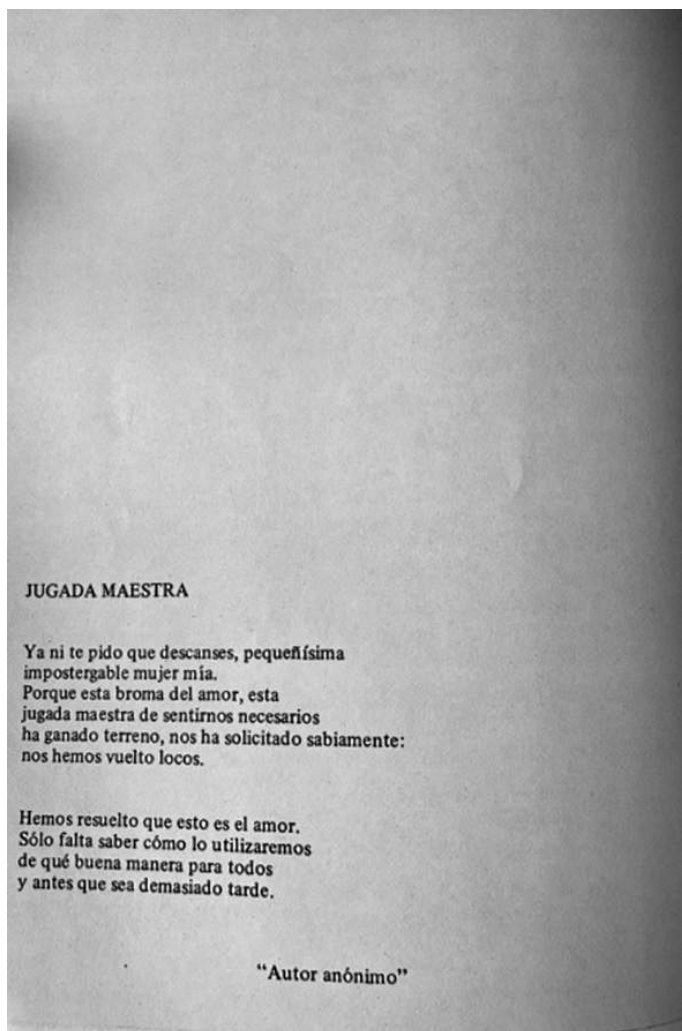 JUGADA MAESTRA
Ya ni te pido que descanses, pequeñísima
impostergable mujer mía.
Porque esta broma del amor, esta
jugada maestra de sentirnos necesarios
ha ganado terreno, nos ha solicitado sabiamente:
nos hemos vuelto locos.
Hemos resuelto que esto es el amor.
Sólo falta saber cómo lo utilizaremos
de qué buena manera para todos
y antes que sea demasiado tarde.
“Autor anónimo”